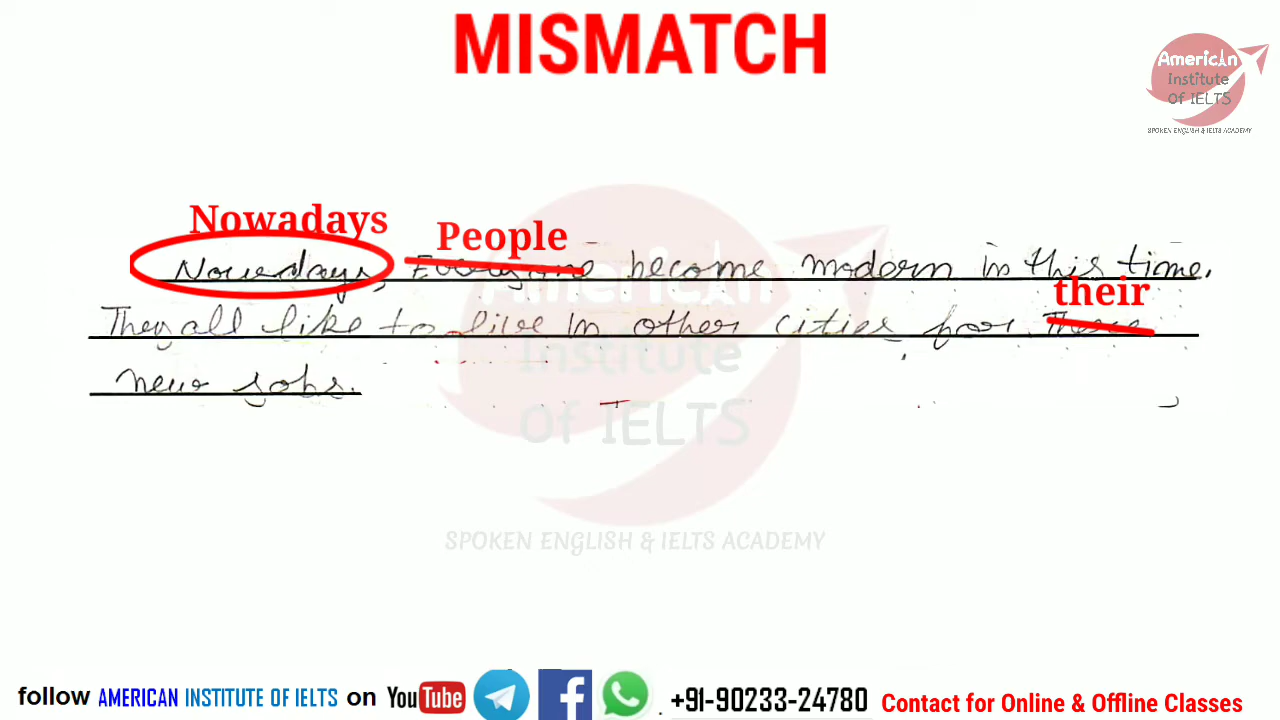 MISMATCH
American
Institute
Of IELTS
SPOKEN ENGLISH & IELTS ACADEMY
Nowadays
People
Nowedays, Everyone become modern in this time.
their
They all like to live in other cities for There
new jobs.
American
Institute
Of IELTS
SPOKEN ENGLISH & IELTS ACADEMY
follow AMERICAN INSTITUTE OF IELTS on YouTube . +91-90233-24780 Contact for Online & Offline Classes